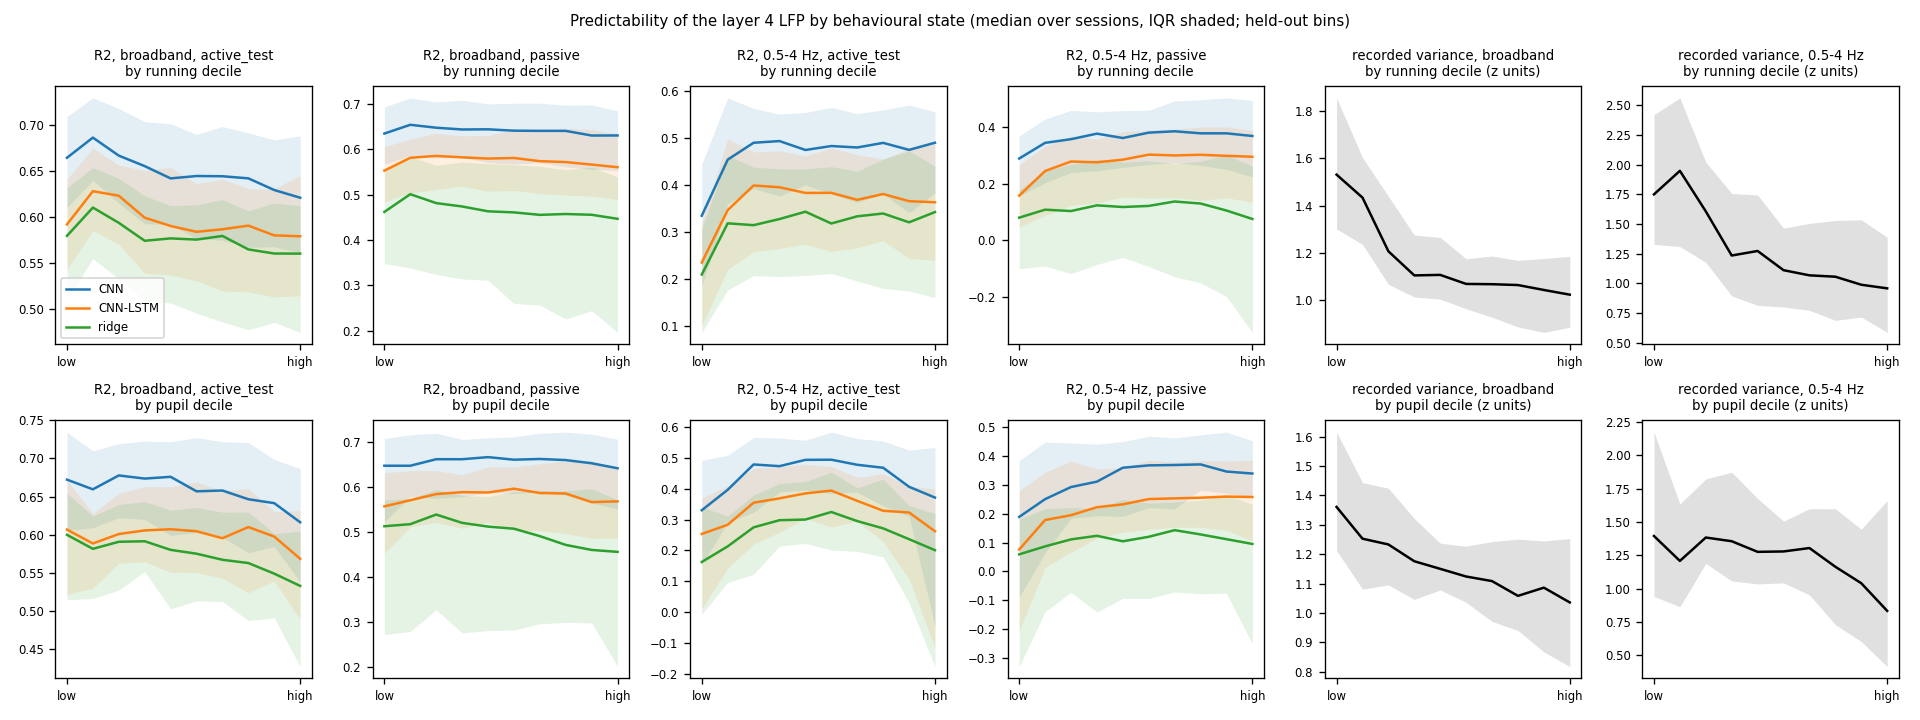 Predictability of the layer 4 LFP by behavioural state (median over sessions, IQR shaded; held-out bins)
R2, broadband, active_test
by running decile
0.70
0.65
0.60
0.55
0.50
CNN
CNN-LSTM
ridge
low
high
R2, broadband, passive
by running decile
0.7
0.6
0.5
0.4
0.3
0.2
low
high
R2, 0.5-4 Hz, active_test
by running decile
0.6
0.5
0.4
0.3
0.2
0.1
low
high
R2, 0.5-4 Hz, passive
by running decile
0.4
0.2
0.0
−0.2
low
high
recorded variance, broadband
by running decile (z units)
1.8
1.6
1.4
1.2
1.0
low
high
recorded variance, 0.5-4 Hz
by running decile (z units)
2.50
2.25
2.00
1.75
1.50
1.25
1.00
0.75
0.50
low
high
R2, broadband, active_test
by pupil decile
0.75
0.70
0.65
0.60
0.55
0.50
0.45
low
high
R2, broadband, passive
by pupil decile
0.7
0.6
0.5
0.4
0.3
0.2
low
high
R2, 0.5-4 Hz, active_test
by pupil decile
0.6
0.5
0.4
0.3
0.2
0.1
0.0
−0.1
−0.2
low
high
R2, 0.5-4 Hz, passive
by pupil decile
0.5
0.4
0.3
0.2
0.1
0.0
−0.1
−0.2
−0.3
low
high
recorded variance, broadband
by pupil decile (z units)
1.6
1.5
1.4
1.3
1.2
1.1
1.0
0.9
0.8
low
high
recorded variance, 0.5-4 Hz
by pupil decile (z units)
2.25
2.00
1.75
1.50
1.25
1.00
0.75
0.50
low
high